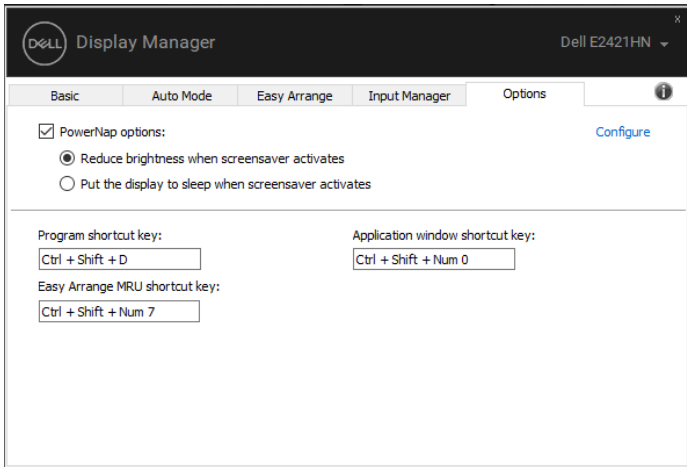 x
DELL Display Manager Dell E2421HN
Basic Auto Mode Easy Arrange Input Manager Options i
PowerNap options: Configure
Reduce brightness when screensaver activates
Put the display to sleep when screensaver activates
Program shortcut key: Application window shortcut key:
Ctrl + Shift + D Ctrl + Shift + Num 0
Easy Arrange MRU shortcut key:
Ctrl + Shift + Num 7